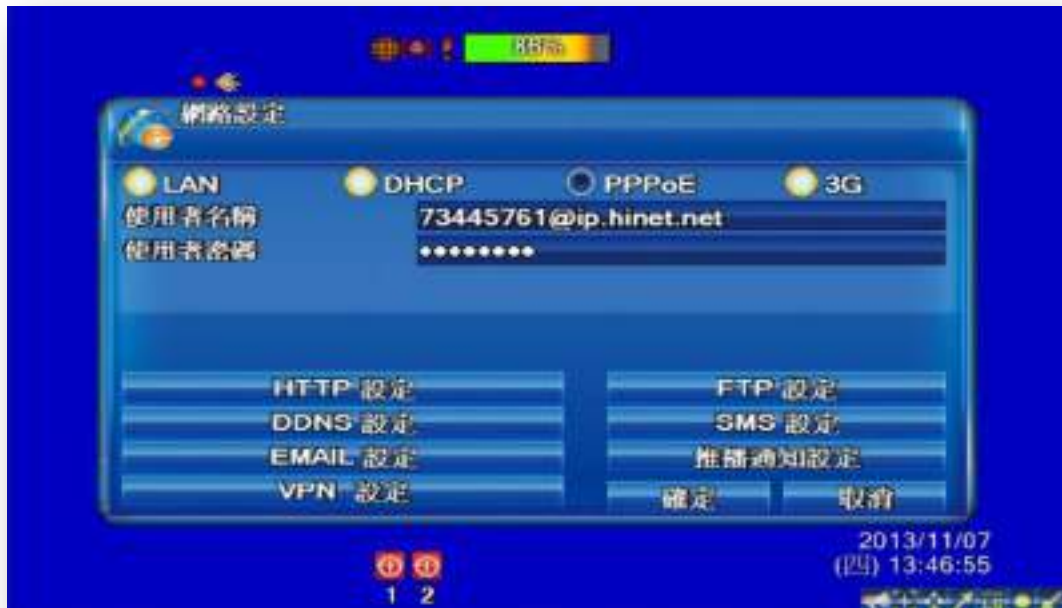 網路設定
LAN DHCP PPPoE 3G
使用者名稱 73445761@ip.hinet.net
使用者密碼 ••••••••
HTTP 設定 FTP 設定
DDNS 設定 SMS 設定
EMAIL 設定 推播通知設定
VPN 設定 確定 取消
2013/11/07
(四) 13:46:55
1 2